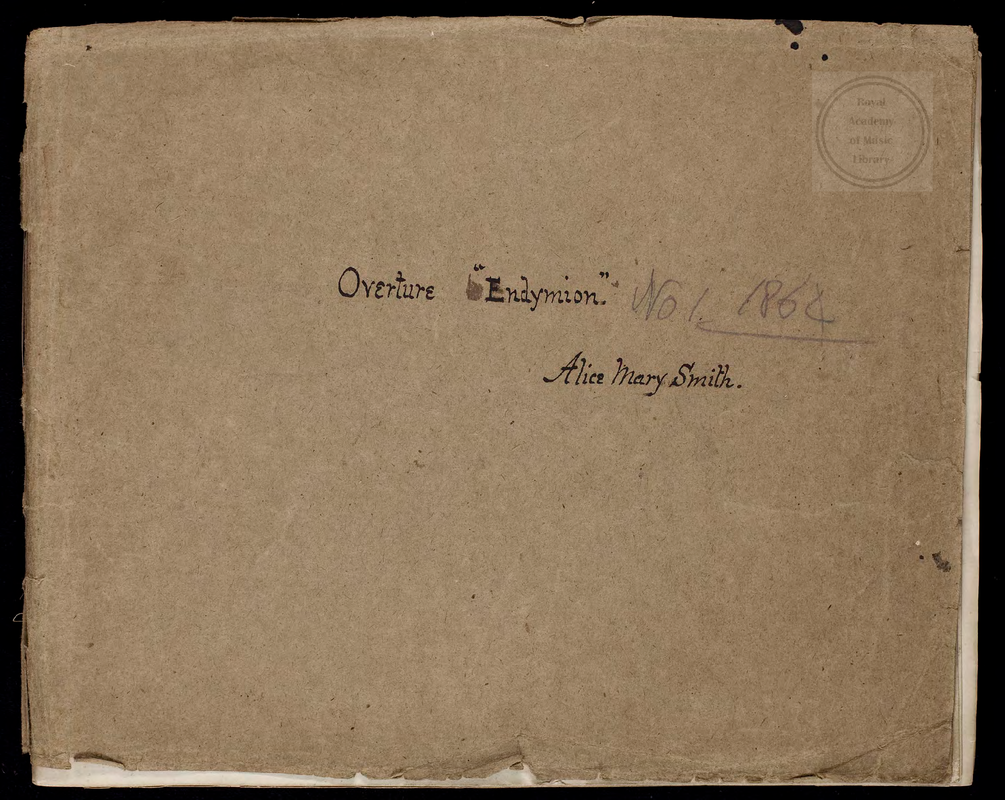 Royal
Academy
of Music
Library
Overture "Endymion." No 1. 1864
Alice Mary Smith.